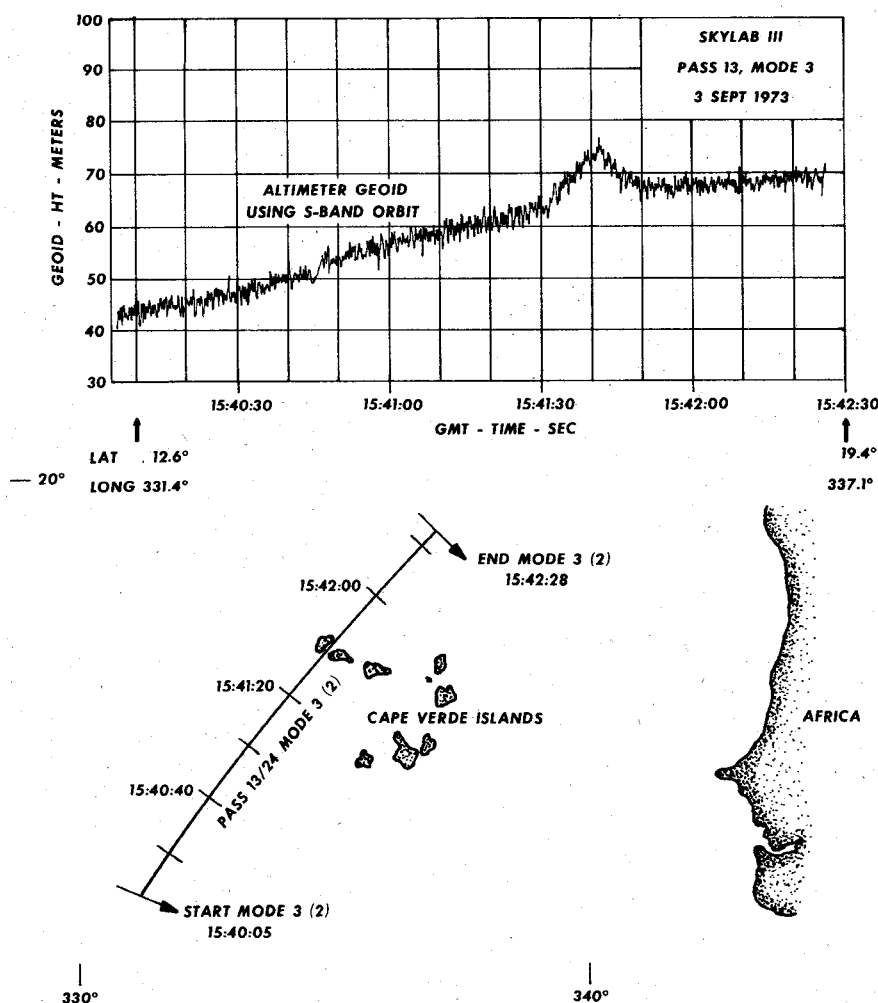 100
90
80
70
60
50
40
30
GEOID - HT - METERS
SKYLAB III
PASS 13, MODE 3
3 SEPT 1973
ALTIMETER GEOID
USING S-BAND ORBIT
15:40:30
15:41:00
15:41:30
15:42:00
15:42:30
GMT - TIME - SEC
LAT 12.6°
LONG 331.4°
19.4°
337.1°
20°
END MODE 3 (2)
15:42:28
15:42:00
15:41:20
15:40:40
PASS 13/24 MODE 3 (2)
CAPE VERDE ISLANDS
AFRICA
START MODE 3 (2)
15:40:05
330°
340°